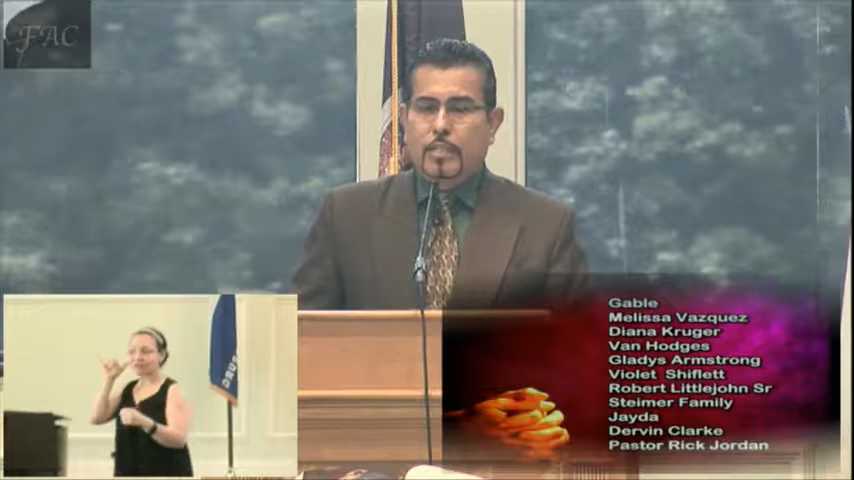 CFAC
Gable
Melissa Vazquez
Diana Kruger
Van Hodges
Gladys Armstrong
Violet Shiflett
Robert Littlejohn Sr
Steimer Family
Jayda
Dervin Clarke
Pastor Rick Jordan